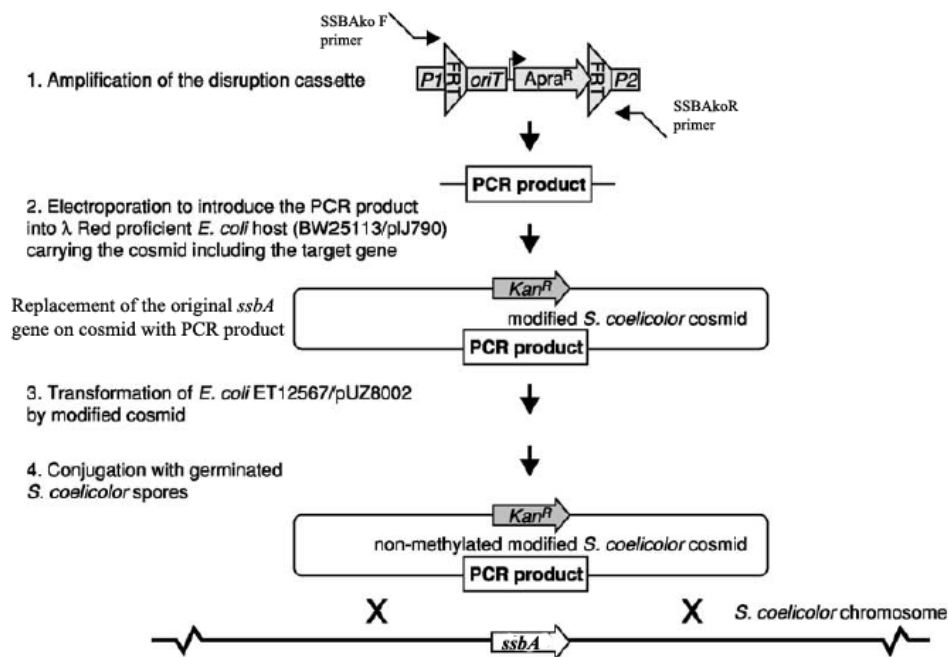 SSBAko F
primer
1. Amplification of the disruption cassette
P1 FRT oriT Apraᴿ FRT P2
SSBAkoR
primer
PCR product
2. Electroporation to introduce the PCR product
into λ Red proficient E. coli host (BW25113/pIJ790)
carrying the cosmid including the target gene
Kanᴿ
Replacement of the original ssbA
gene on cosmid with PCR product
modified S. coelicolor cosmid
PCR product
3. Transformation of E. coli ET12567/pUZ8002
by modified cosmid
4. Conjugation with germinated
S. coelicolor spores
Kanᴿ
non-methylated modified S. coelicolor cosmid
PCR product
X X
S. coelicolor chromosome
ssbA